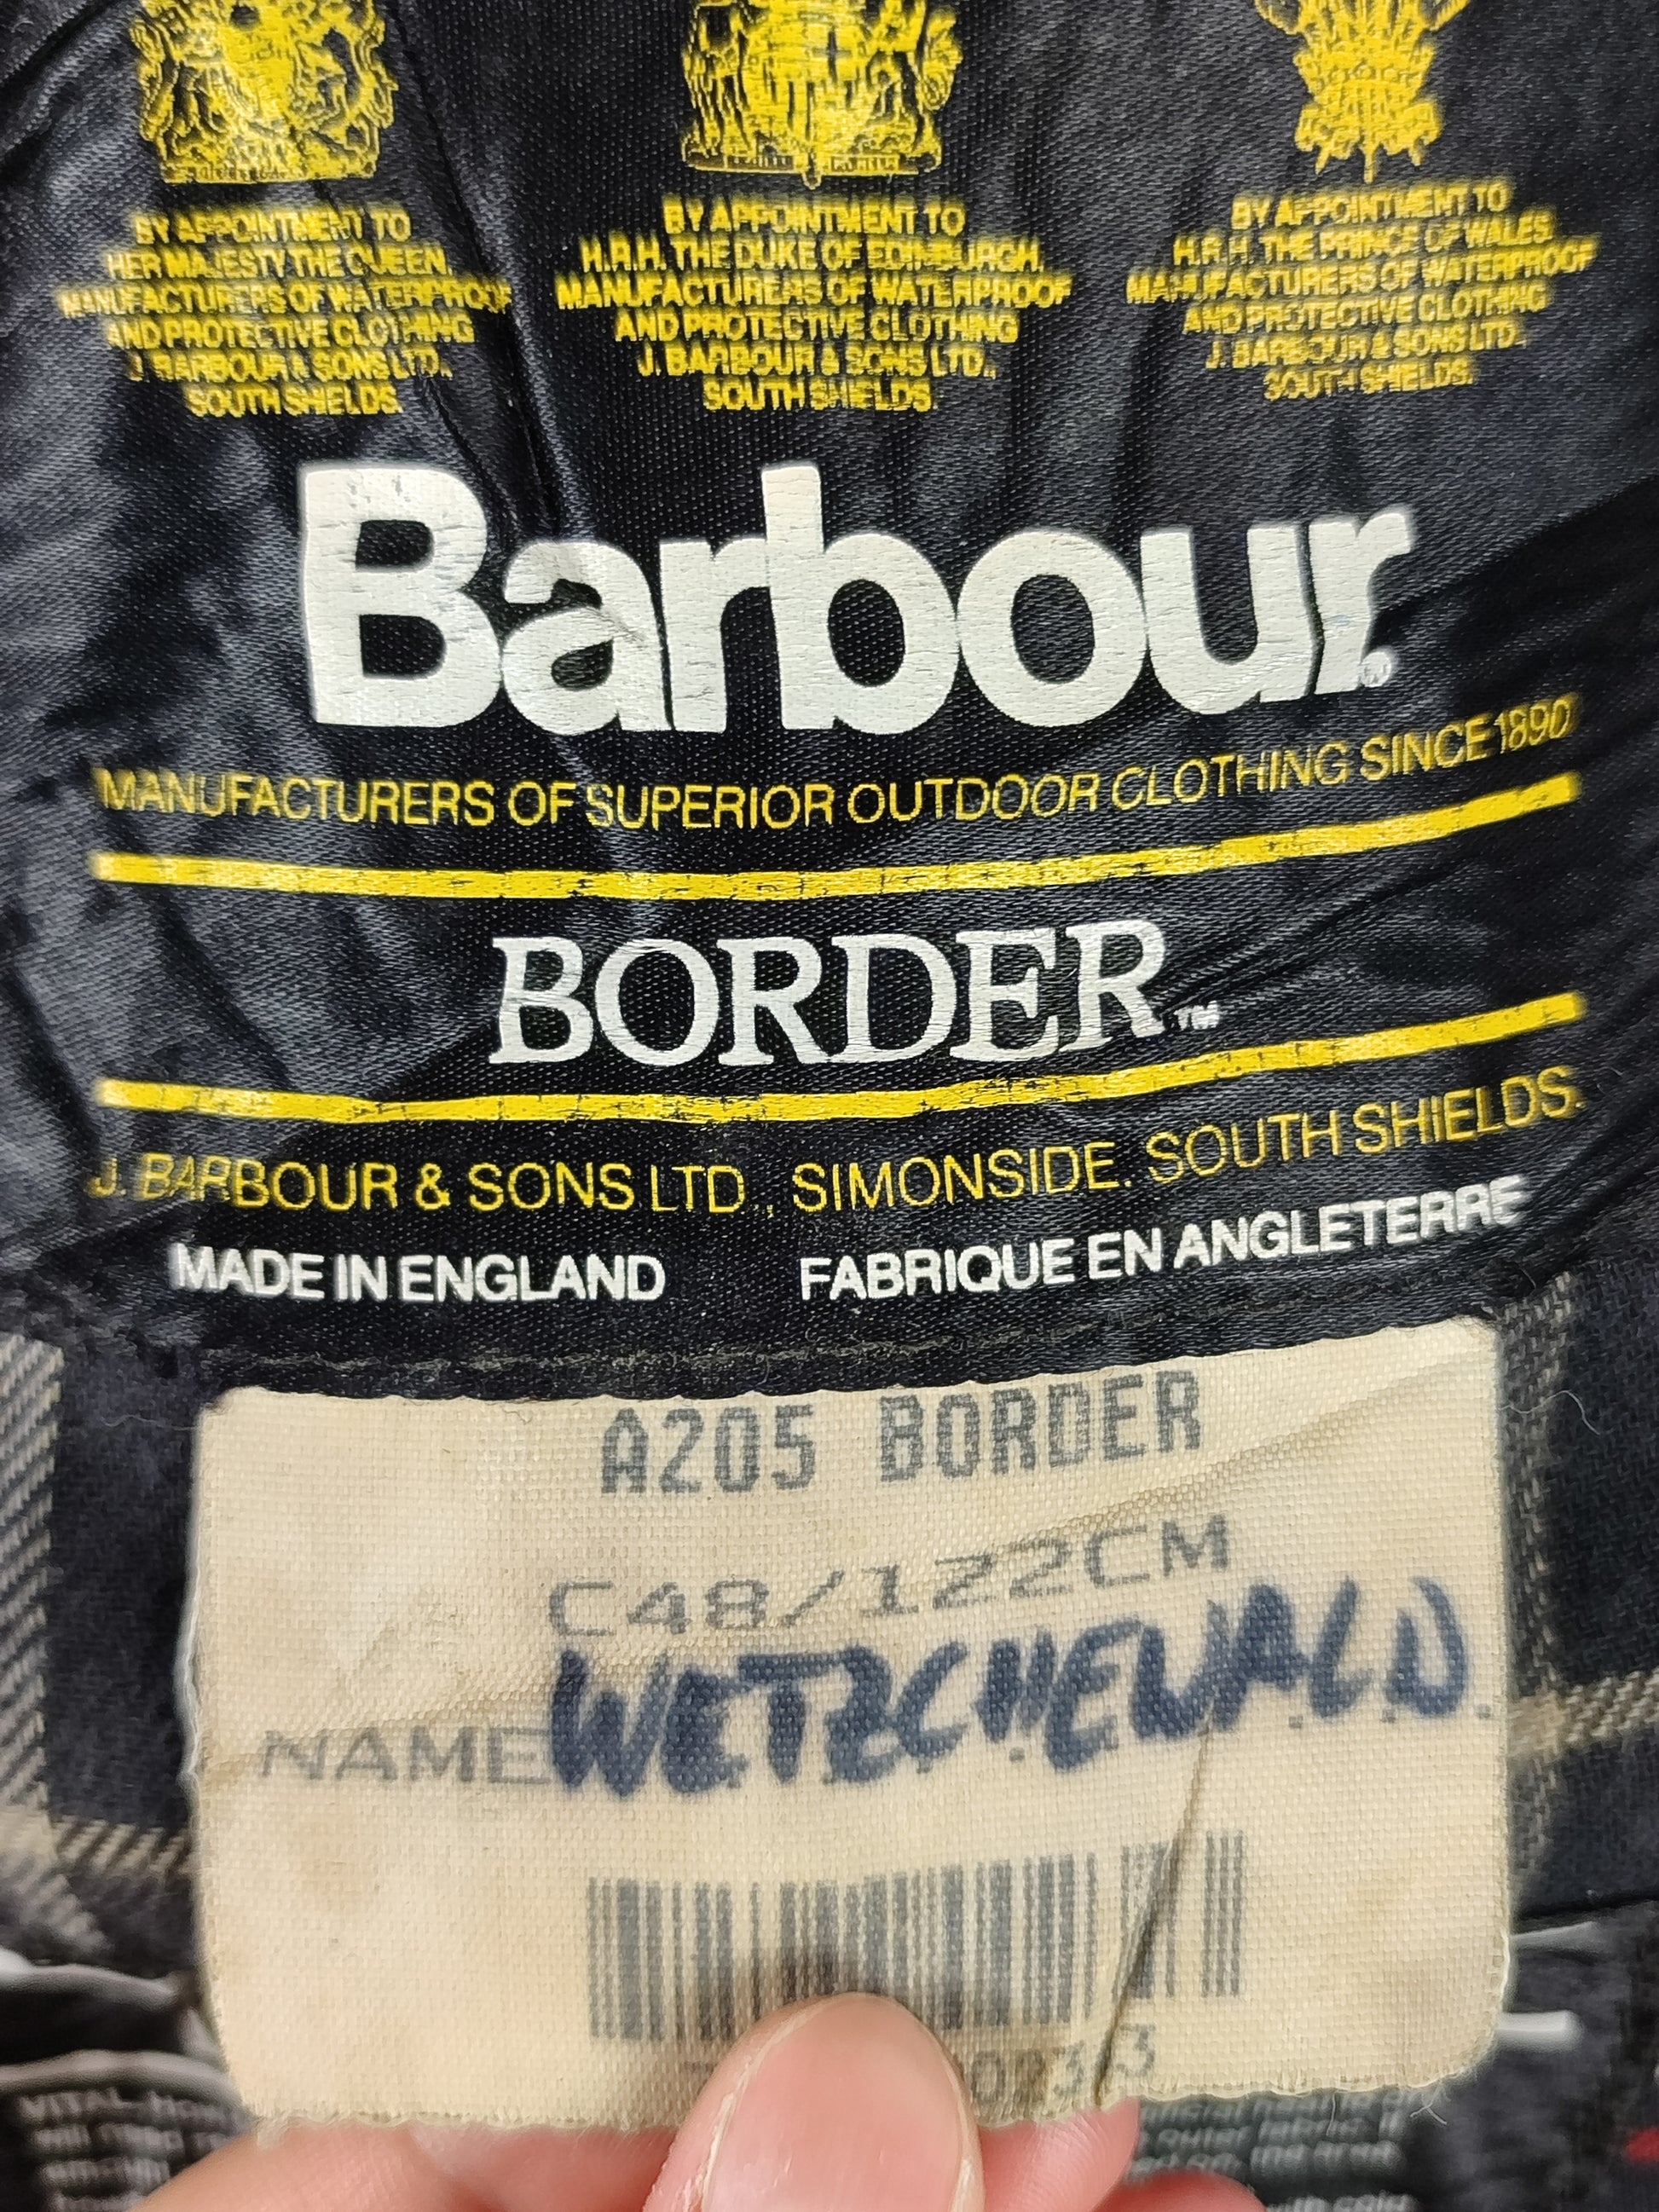 BY APPOINTMENT TO
HER MAJESTY THE QUEEN,
MANUFACTURERS OF WATERPROOF
AND PROTECTIVE CLOTHING
J. BARBOUR & SONS LTD.,
SOUTH SHIELDS.
BY APPOINTMENT TO
H.R.H. THE DUKE OF EDINBURGH,
MANUFACTURERS OF WATERPROOF
AND PROTECTIVE CLOTHING
J. BARBOUR & SONS LTD.,
SOUTH SHIELDS.
BY APPOINTMENT TO
H.R.H. THE PRINCE OF WALES,
MANUFACTURERS OF WATERPROOF
AND PROTECTIVE CLOTHING
J. BARBOUR & SONS LTD.,
SOUTH SHIELDS.
Barbour®
MANUFACTURERS OF SUPERIOR OUTDOOR CLOTHING SINCE 1890
BORDER™
J. BARBOUR & SONS LTD., SIMONSIDE. SOUTH SHIELDS.
MADE IN ENGLAND FABRIQUE EN ANGLETERRE
A205 BORDER
C48/122CM
NAME WETZCHEWALD